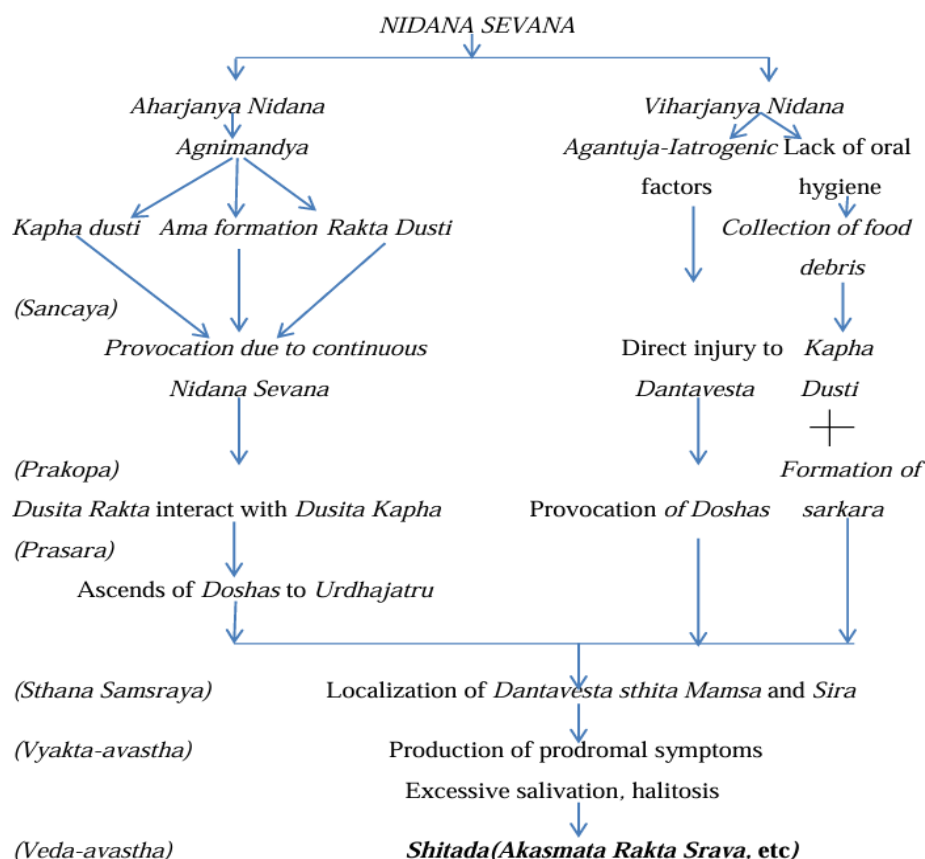 NIDANA SEVANA
Aharjanya Nidana Viharjanya Nidana
Agnimandya Agantuja-Iatrogenic Lack of oral
factors hygiene
Kapha dusti Ama formation Rakta Dusti Collection of food
debris
(Sancaya)
Provocation due to continuous Direct injury to Kapha
Nidana Sevana Dantavesta Dusti
(Prakopa) Formation of
Dusita Rakta interact with Dusita Kapha Provocation of Doshas sarkara
(Prasara)
Ascends of Doshas to Urdhajatru
(Sthana Samsraya) Localization of Dantavesta sthita Mamsa and Sira
(Vyakta-avastha) Production of prodromal symptoms
Excessive salivation, halitosis
(Veda-avastha) Shitada(Akasmata Rakta Srava, etc)